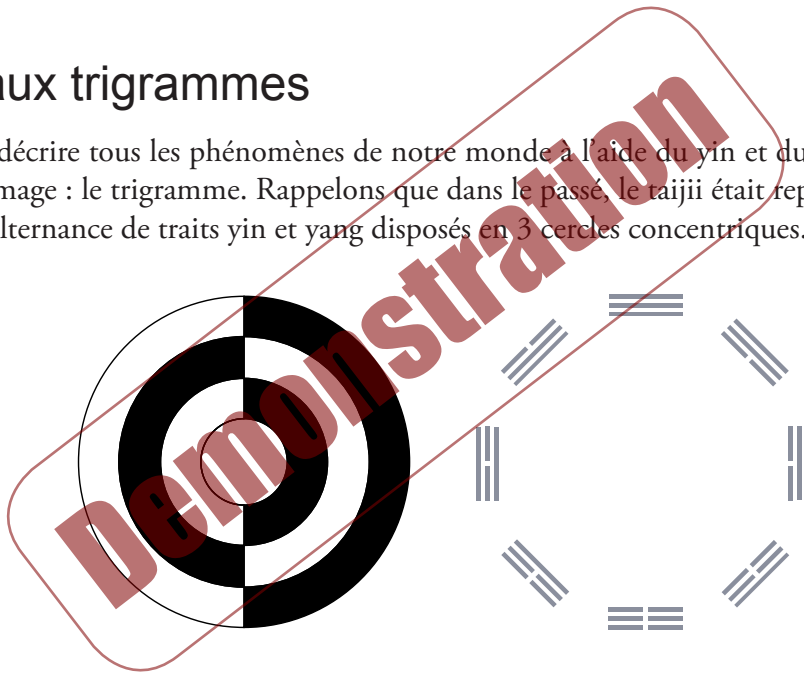 aux trigrammes
décrire tous les phénomènes de notre monde à l’aide du yin et du
mage : le trigramme. Rappelons que dans le passé, le taijii était rep
lternance de traits yin et yang disposés en 3 cercles concentriques.
Demonstration